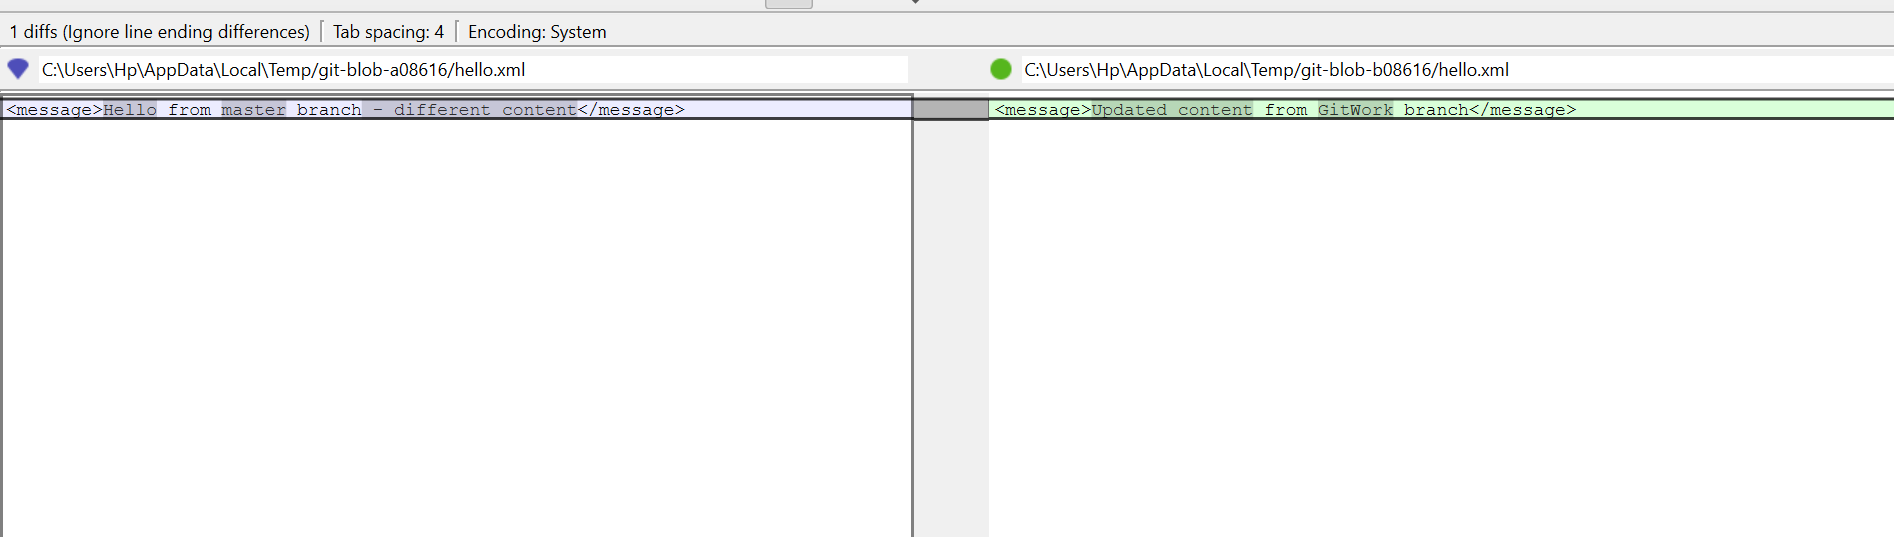 1 diffs (Ignore line ending differences) Tab spacing: 4 Encoding: System
C:\Users\Hp\AppData\Local\Temp/git-blob-a08616/hello.xml
C:\Users\Hp\AppData\Local\Temp/git-blob-b08616/hello.xml
<message>Hello from master branch - different content</message>
<message>Updated content from GitWork branch</message>